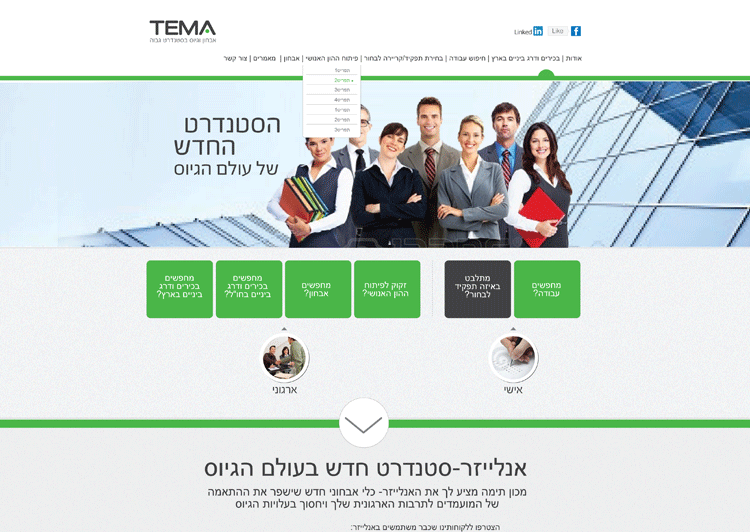 TEMA
אבחון וגיוס בסטנדרט גבוה
Linked in Like f
אודות | בכירים ודרג ביניים בארץ | חיפוש עבודה | בחירת תפקיד/קריירה לבחור | פיתוח ההון האנושי | אבחון | מאמרים | צור קשר
תפריט1
תפריט2
תפריט3
תפריט4
תפריט1
תפריט2
תפריט3
הסטנדרט
החדש
של עולם הגיוס
מחפשים
עבודה?
מתלבט
באיזה תפקיד
לבחור?
זקוק לפיתוח
ההון האנושי?
מחפשים
אבחון?
מחפשים
בכירים ודרג
ביניים בחו"ל?
מחפשים
בכירים ודרג
ביניים בארץ?
אישי
ארגוני
אנלייזר-סטנדרט חדש בעולם הגיוס
מכון תימה מציע לך את האנלייזר- כלי אבחוני חדש שישפר את ההתאמה
של המועמדים לתרבות הארגונית שלך ויחסוך בעלויות הגיוס
הצטרפו ללקוחותינו שכבר משתמשים באנלייזר: